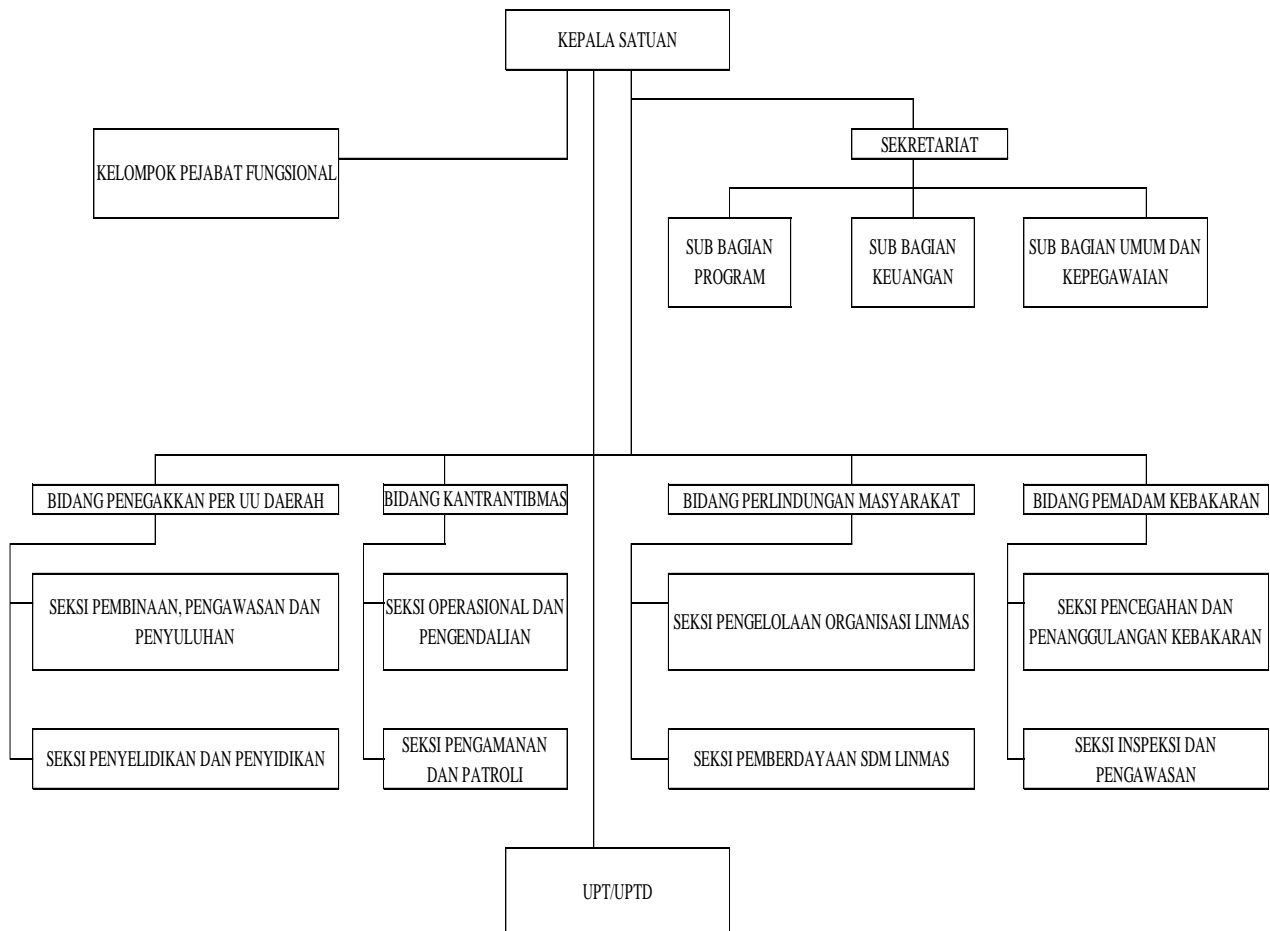 KEPALA SATUAN
SEKRETARIAT
KELOMPOK PEJABAT FUNGSIONAL
SUB BAGIAN
PROGRAM
SUB BAGIAN
KEUANGAN
SUB BAGIAN UMUM DAN
KEPEGAWAIAN
BIDANG PENEGAKKAN PER UU DAERAH
BIDANG KANTRANTIBMAS
BIDANG PERLINDUNGAN MASYARAKAT
BIDANG PEMADAM KEBAKARAN
SEKSI PEMBINAAN, PENGAWASAN DAN
PENYULUHAN
SEKSI OPERASIONAL DAN
PENGENDALIAN
SEKSI PENGELOLAAN ORGANISASI LINMAS
SEKSI PENCEGAHAN DAN
PENANGGULANGAN KEBAKARAN
SEKSI PENYELIDIKAN DAN PENYIDIKAN
SEKSI PENGAMANAN
DAN PATROLI
SEKSI PEMBERDAYAAN SDM LINMAS
SEKSI INSPEKSI DAN
PENGAWASAN
UPT/UPTD